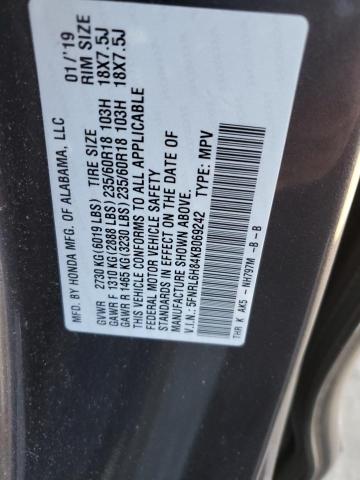 MFD. BY HONDA MFG. OF ALABAMA, LLC 01/'19
TIRE SIZE RIM SIZE
GVWR 2730 KG(6019 LBS)
GAWR F 1310 KG(2888 LBS) 235/60R18 103H 18X7.5J
GAWR R 1465 KG(3230 LBS) 235/60R18 103H 18X7.5J
THIS VEHICLE CONFORMS TO ALL APPLICABLE
FEDERAL MOTOR VEHICLE SAFETY
STANDARDS IN EFFECT ON THE DATE OF
MANUFACTURE SHOWN ABOVE.
V.I.N.: 5FNRL6H84KB069242 TYPE: MPV
THR K AK5 - NH797M -B -B